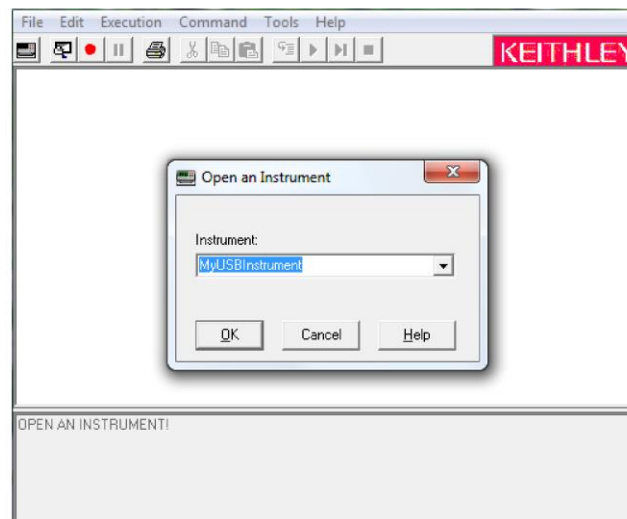 File Edit Execution Command Tools Help
KEITHLEY
Open an Instrument
Instrument:
MyUSBInstrument
OK Cancel Help
OPEN AN INSTRUMENT!